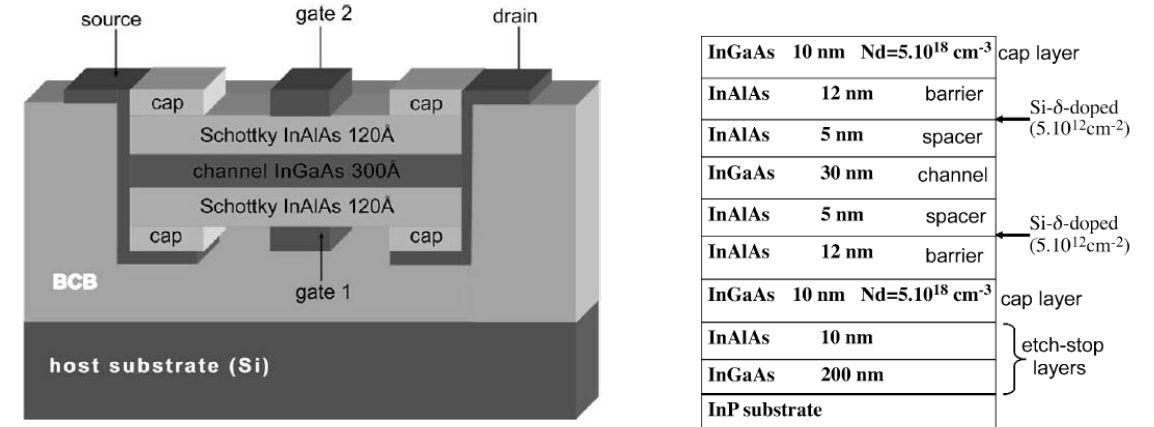 source
gate 2
drain
cap
cap
Schottky InAlAs 120Å
channel InGaAs 300Å
Schottky InAlAs 120Å
cap
cap
gate 1
BCB
host substrate (Si)
InGaAs 10 nm Nd=5.10¹⁸ cm⁻³ cap layer
InAlAs 12 nm barrier
Si-δ-doped
(5.10¹²cm⁻²)
InAlAs 5 nm spacer
InGaAs 30 nm channel
InAlAs 5 nm spacer
Si-δ-doped
(5.10¹²cm⁻²)
InAlAs 12 nm barrier
InGaAs 10 nm Nd=5.10¹⁸ cm⁻³ cap layer
InAlAs 10 nm
etch-stop
layers
InGaAs 200 nm
InP substrate